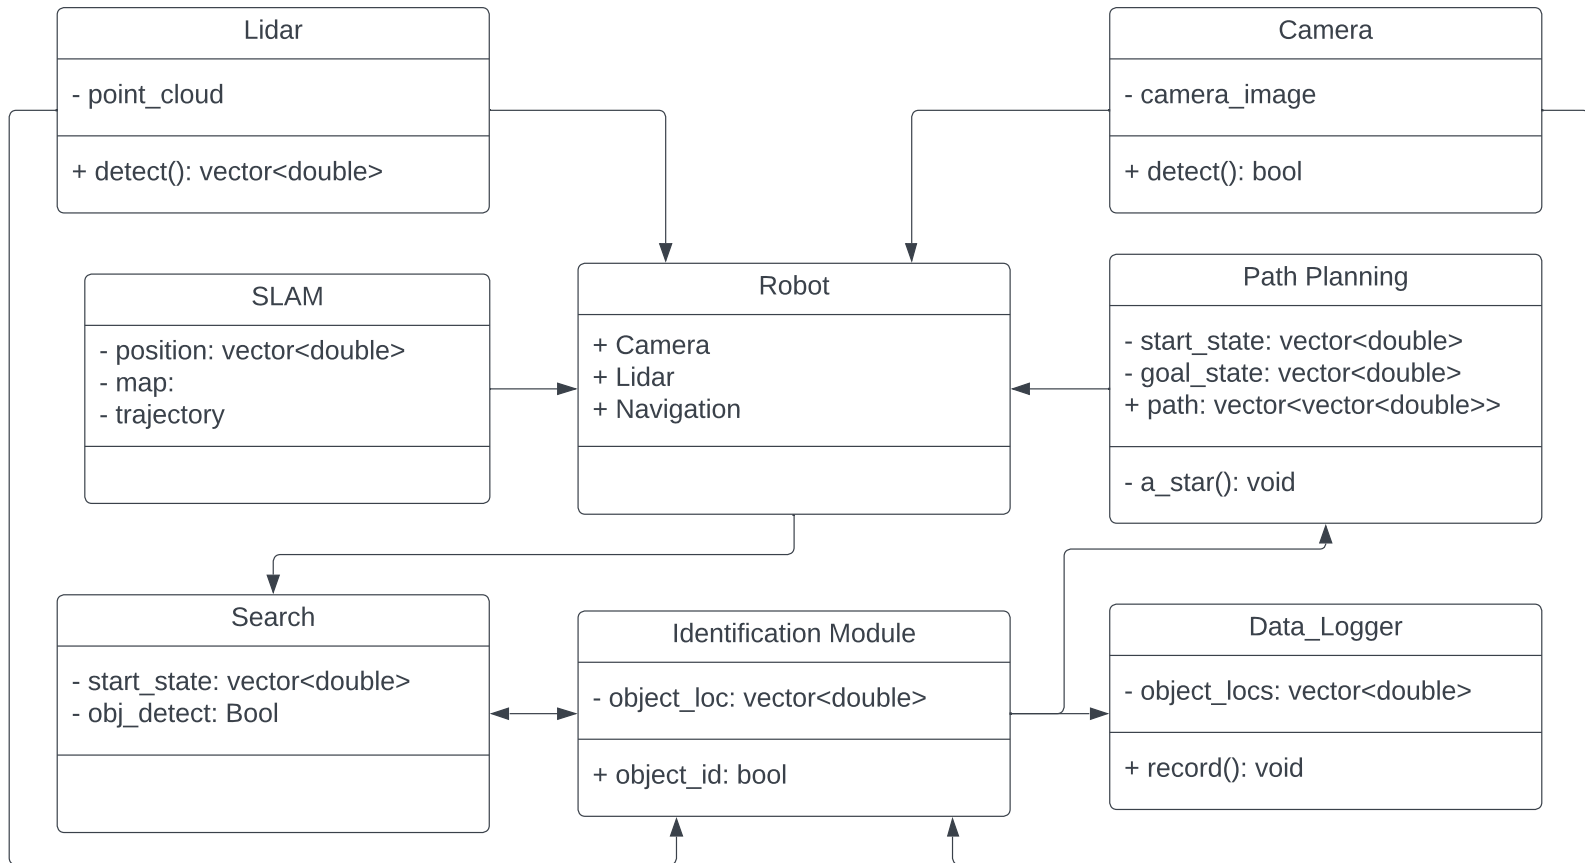 Lidar
- point_cloud
+ detect(): vector<double>
Camera
- camera_image
+ detect(): bool
SLAM
- position: vector<double>
- map:
- trajectory
Robot
+ Camera
+ Lidar
+ Navigation
Path Planning
- start_state: vector<double>
- goal_state: vector<double>
+ path: vector<vector<double>>
- a_star(): void
Search
- start_state: vector<double>
- obj_detect: Bool
Identification Module
- object_loc: vector<double>
+ object_id: bool
Data_Logger
- object_locs: vector<double>
+ record(): void